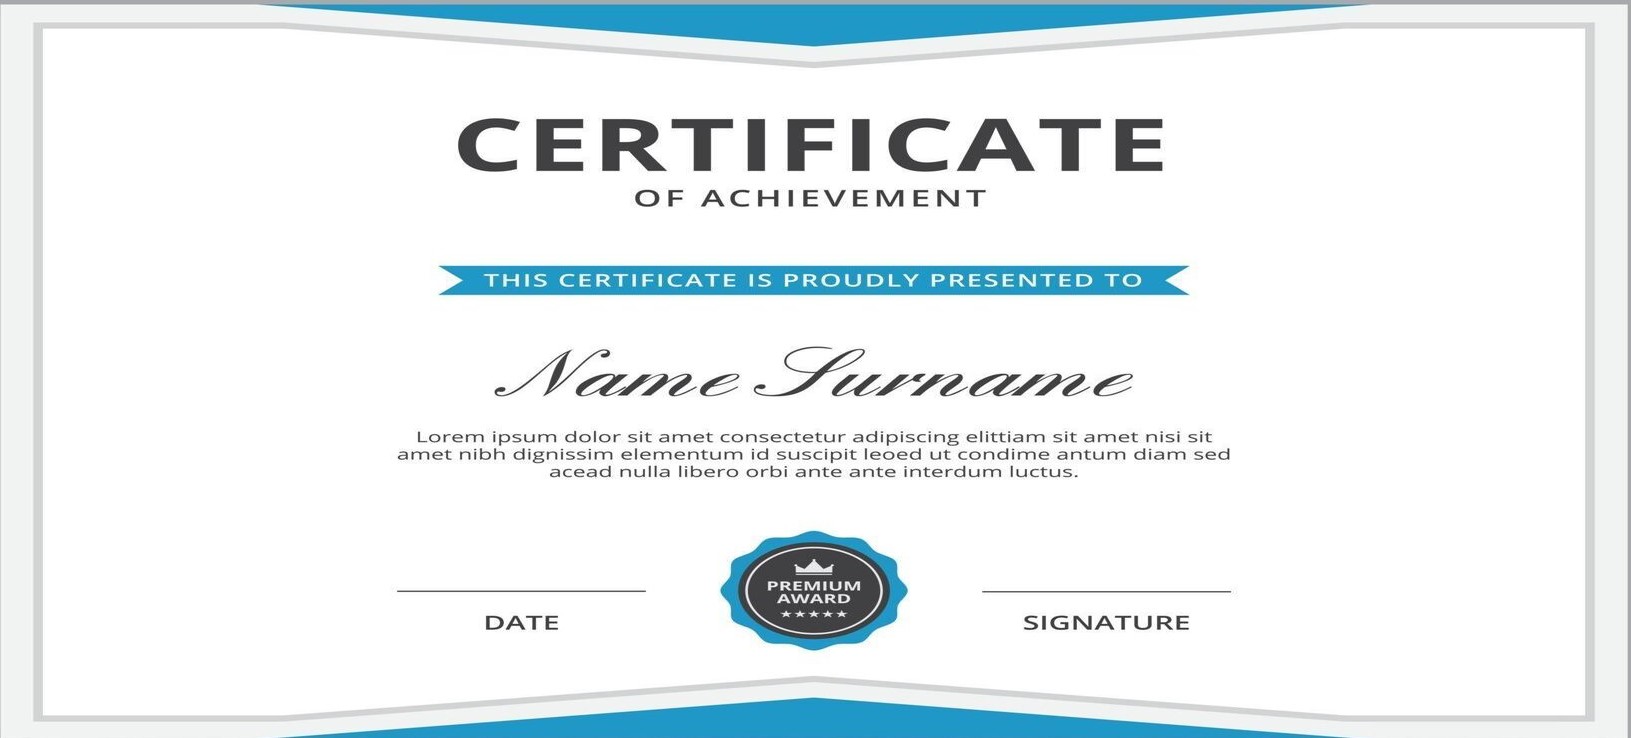 CERTIFICATE
OF ACHIEVEMENT
THIS CERTIFICATE IS PROUDLY PRESENTED TO
Name Surname
Lorem ipsum dolor sit amet consectetur adipiscing elittiam sit amet nisi sit
amet nibh dignissim elementum id suscipit leoed ut condime antum diam sed
acead nulla libero orbi ante ante interdum luctus.
PREMIUM
AWARD
DATE
SIGNATURE